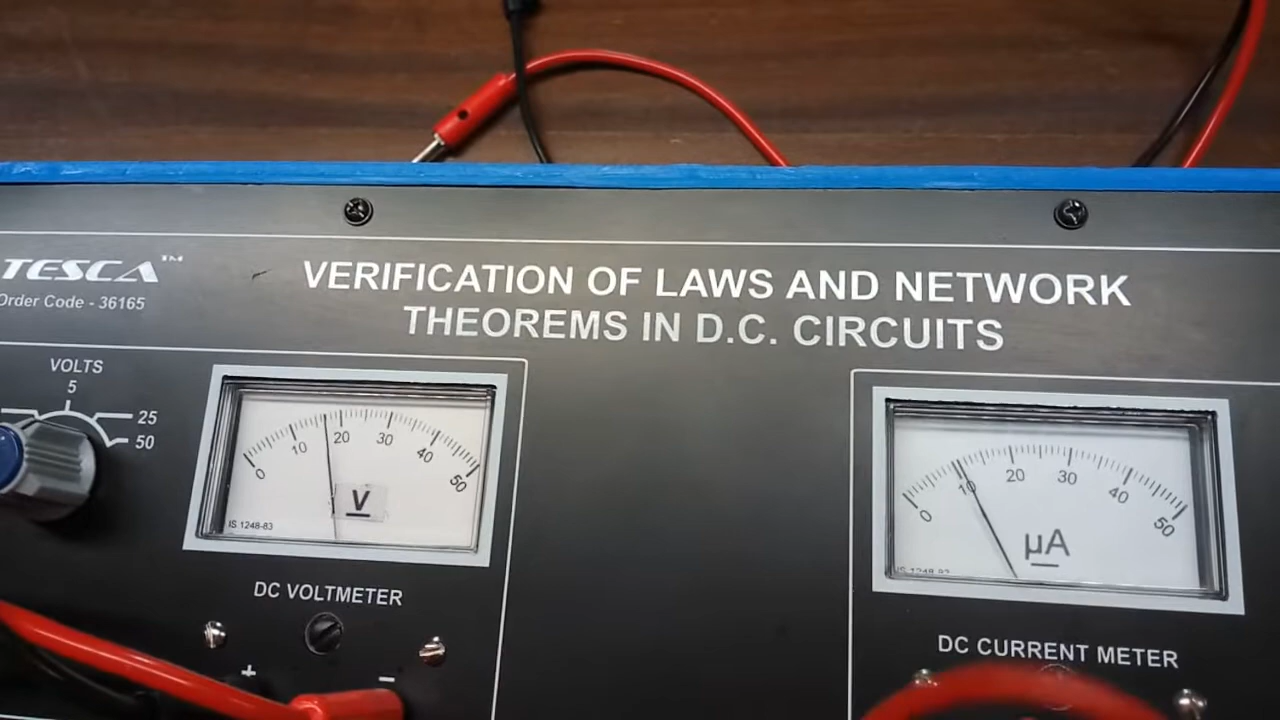 TESCA™
Order Code - 36165
VERIFICATION OF LAWS AND NETWORK
THEOREMS IN D.C. CIRCUITS
VOLTS
5
25
50
0 10 20 30 40 50
V
IS 1248-83
DC VOLTMETER
+ −
0 10 20 30 40 50
µA
DC CURRENT METER